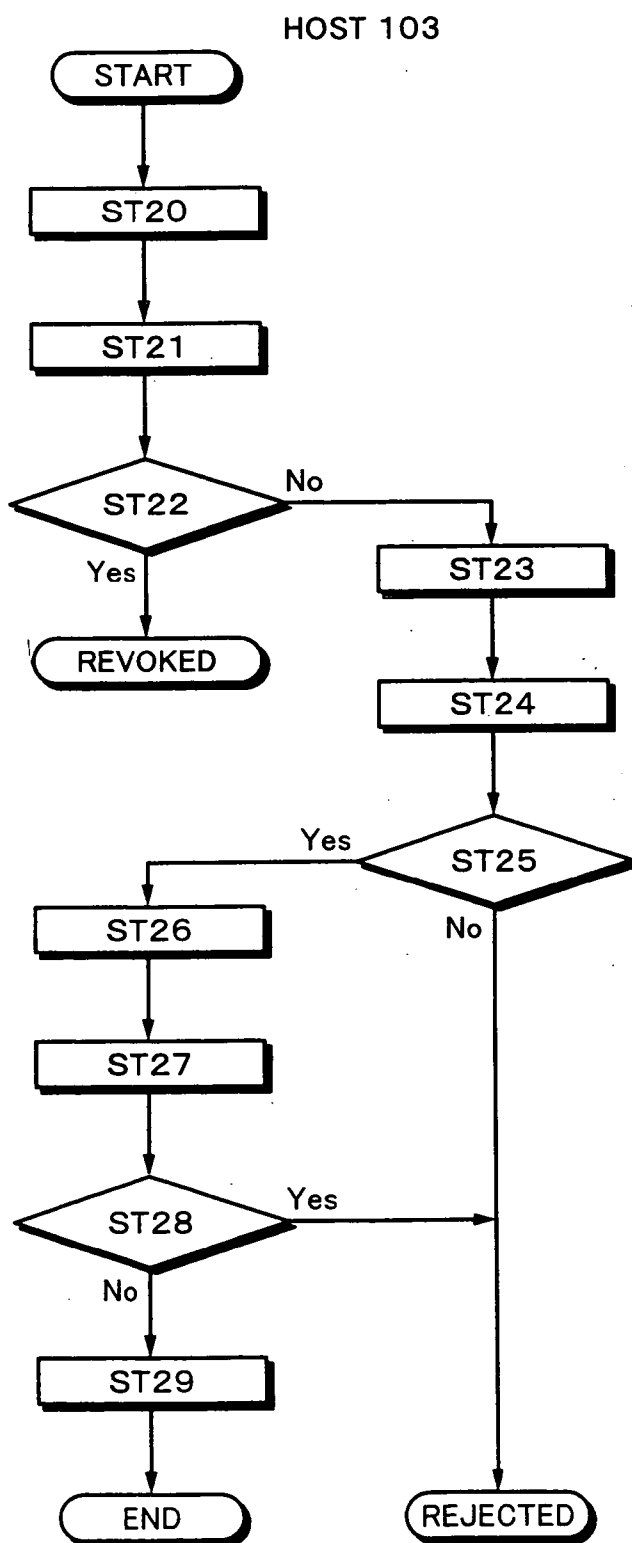 HOST 103
START
ST20
ST21
ST22
No
Yes
REVOKED
ST23
ST24
ST25
Yes
No
ST26
ST27
ST28
Yes
No
ST29
END
REJECTED